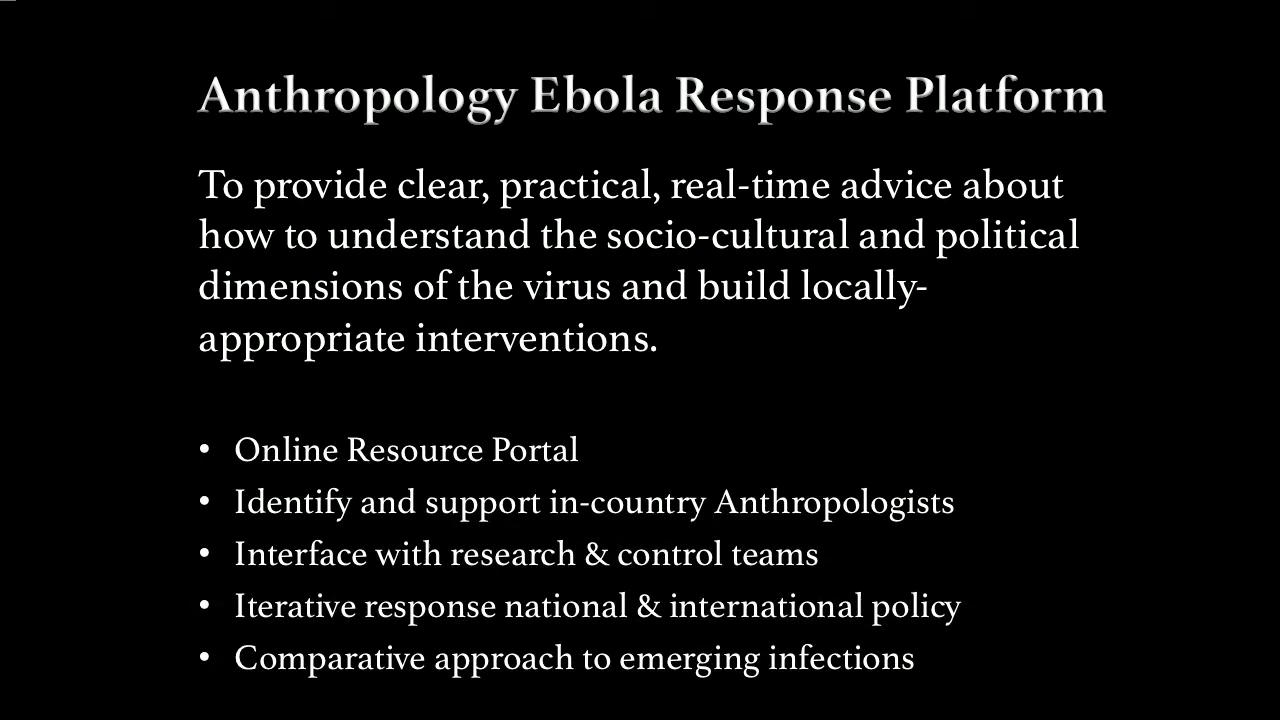 Anthropology Ebola Response Platform
To provide clear, practical, real-time advice about
how to understand the socio-cultural and political
dimensions of the virus and build locally-
appropriate interventions.
• Online Resource Portal
• Identify and support in-country Anthropologists
• Interface with research & control teams
• Iterative response national & international policy
• Comparative approach to emerging infections